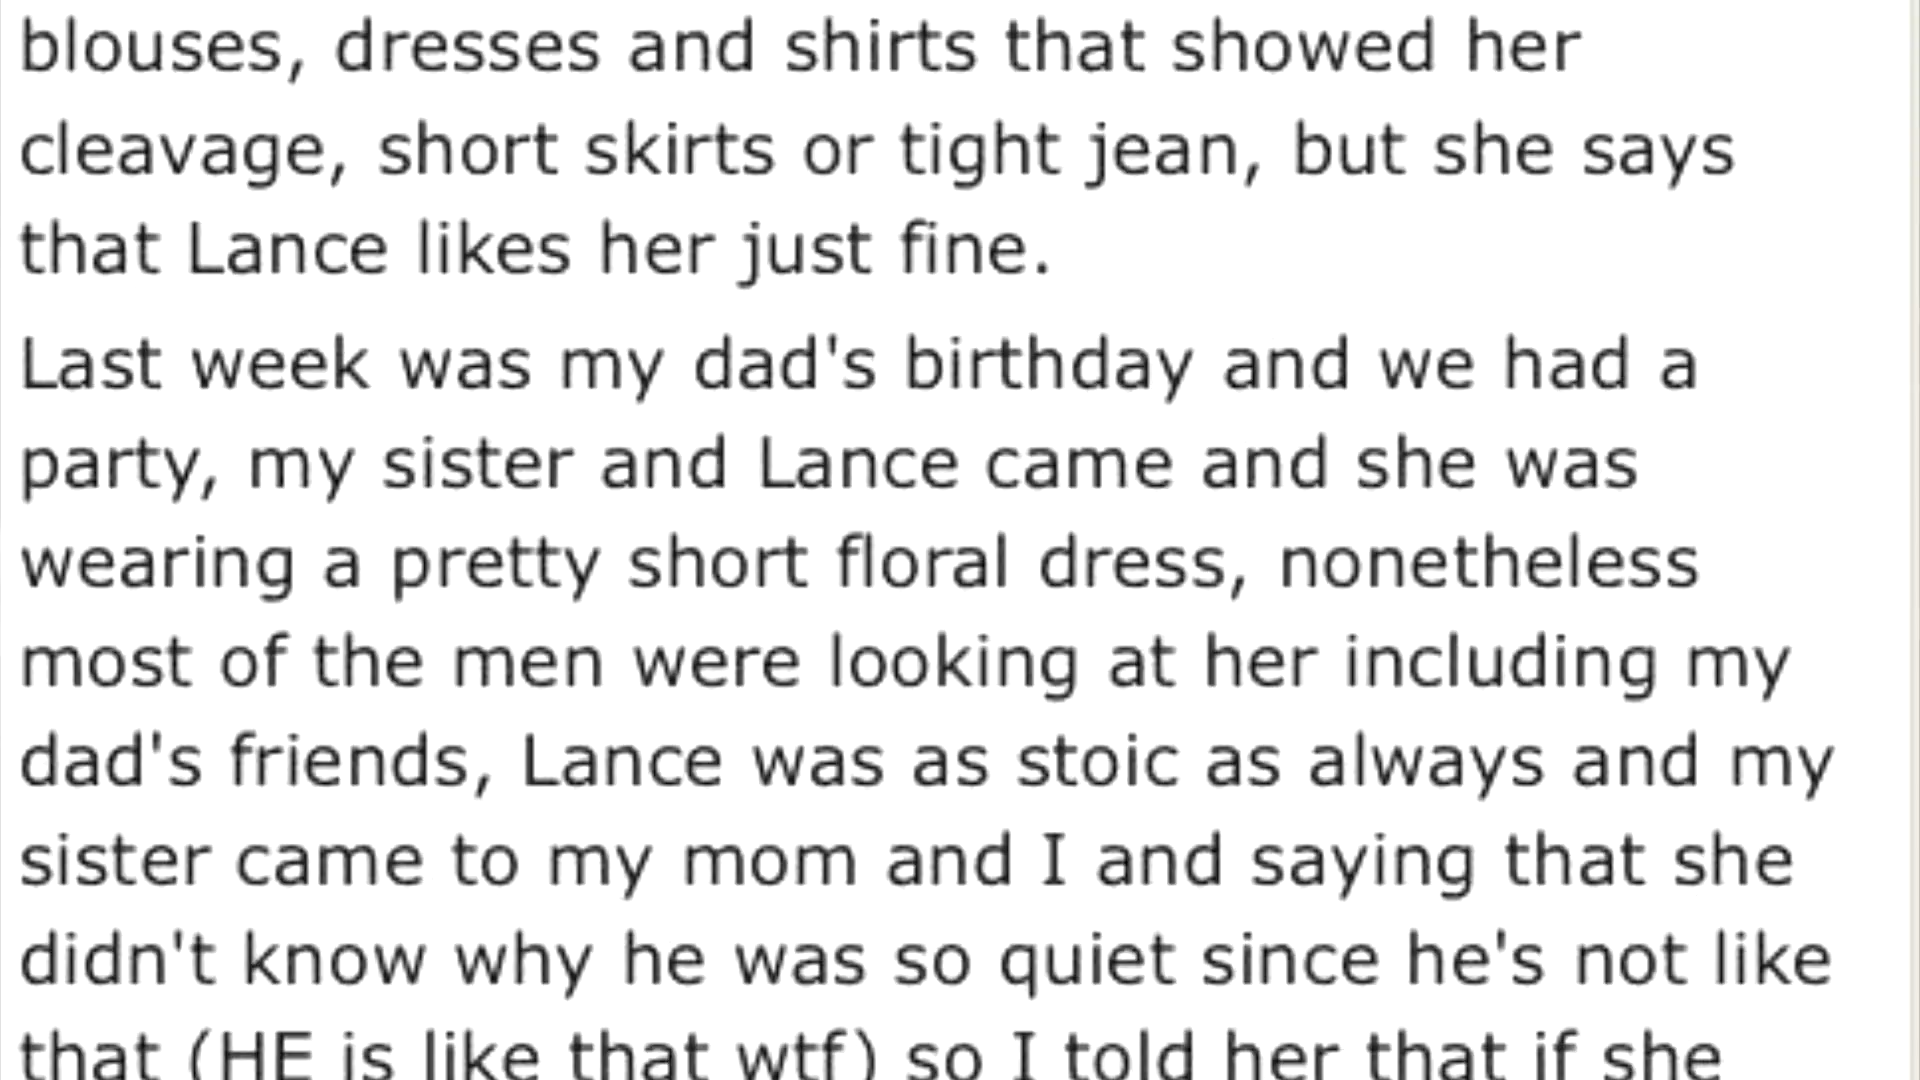 blouses, dresses and shirts that showed her
cleavage, short skirts or tight jean, but she says
that Lance likes her just fine.
Last week was my dad's birthday and we had a
party, my sister and Lance came and she was
wearing a pretty short floral dress, nonetheless
most of the men were looking at her including my
dad's friends, Lance was as stoic as always and my
sister came to my mom and I and saying that she
didn't know why he was so quiet since he's not like
that (HE is like that wtf) so I told her that if she